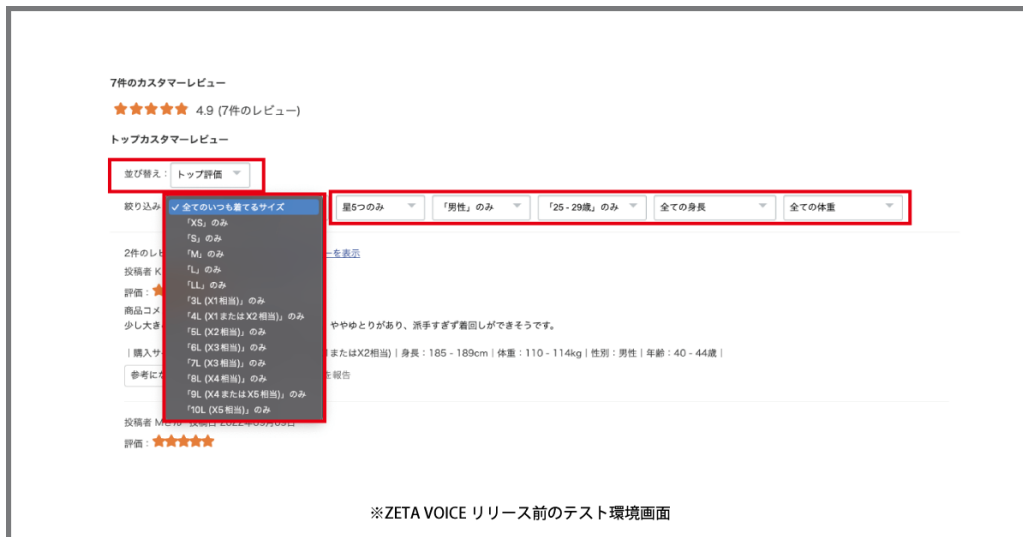 7件のカスタマーレビュー
4.9 (7件のレビュー)
トップカスタマーレビュー
並び替え : トップ評価
絞り込み ✓ 全てのいつも着てるサイズ 星5つのみ 「男性」のみ 「25 - 29歳」のみ 全ての身長 全ての体重
「XS」のみ
「S」のみ
「M」のみ
「L」のみ
「LL」のみ
「3L (X1相当)」のみ
「4L (X1またはX2相当)」のみ
「5L (X2相当)」のみ
「6L (X3相当)」のみ
「7L (X3相当)」のみ
「8L (X4相当)」のみ
「9L (X4またはX5相当)」のみ
「10L (X5相当)」のみ
2件のレ ーを表示
投稿者 K
評価 :
商品コメ
少し大き ややゆとりがあり、派手すぎず着回しができそうです。
| 購入サ またはX2相当) | 身長 : 185 - 189cm | 体重 : 110 - 114kg | 性別 : 男性 | 年齢 : 40 - 44歳 |
参考にな を報告
投稿者
評価 :
※ZETA VOICE リリース前のテスト環境画面